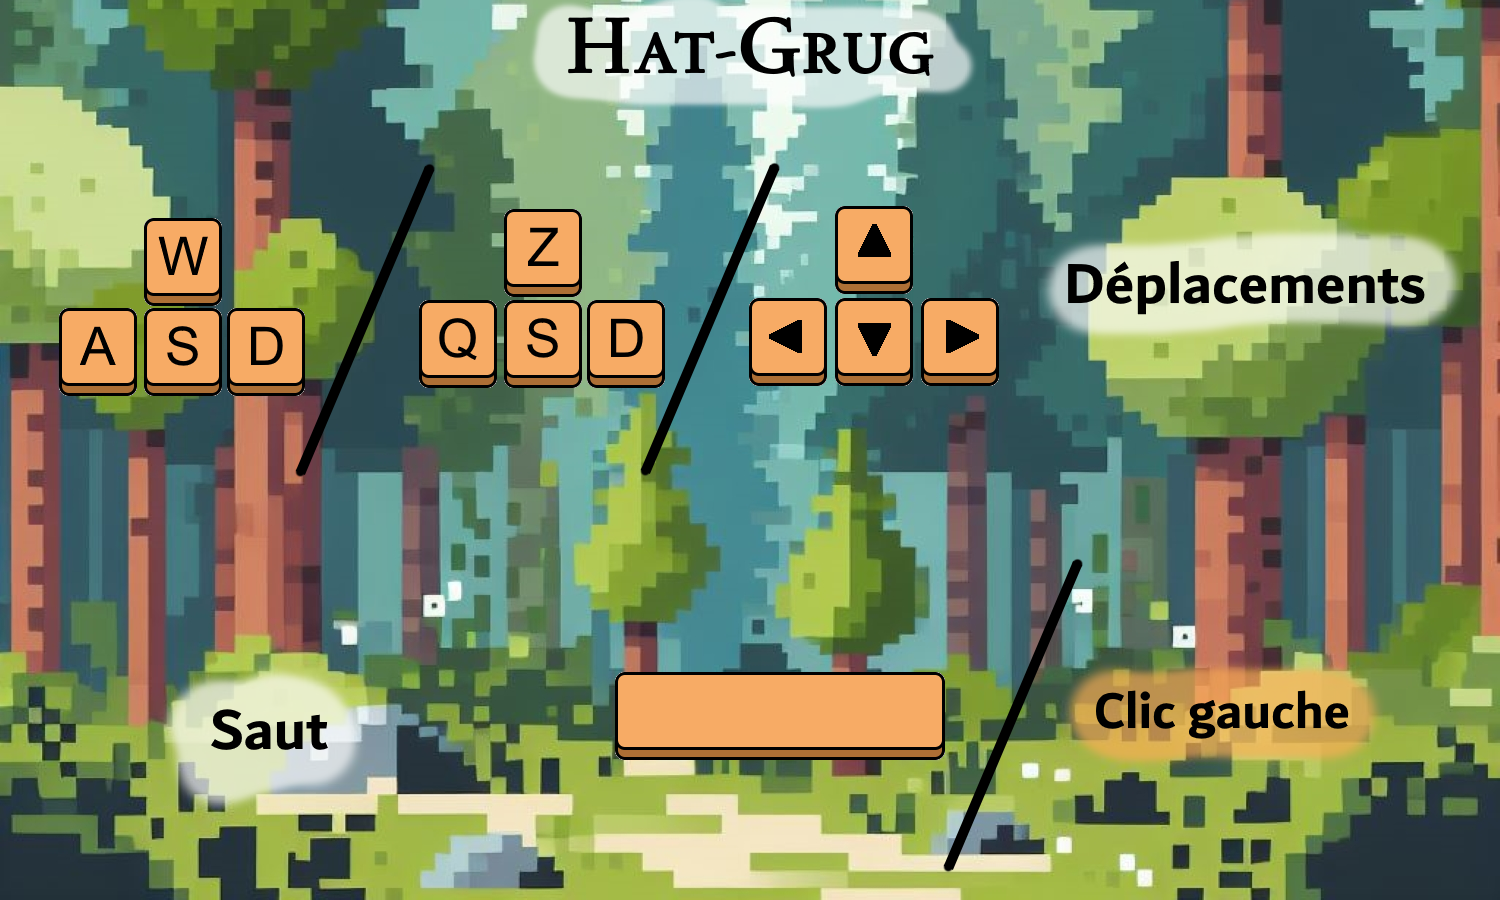 Hat-Grug
W
A S D
Z
Q S D
Déplacements
Saut
Clic gauche